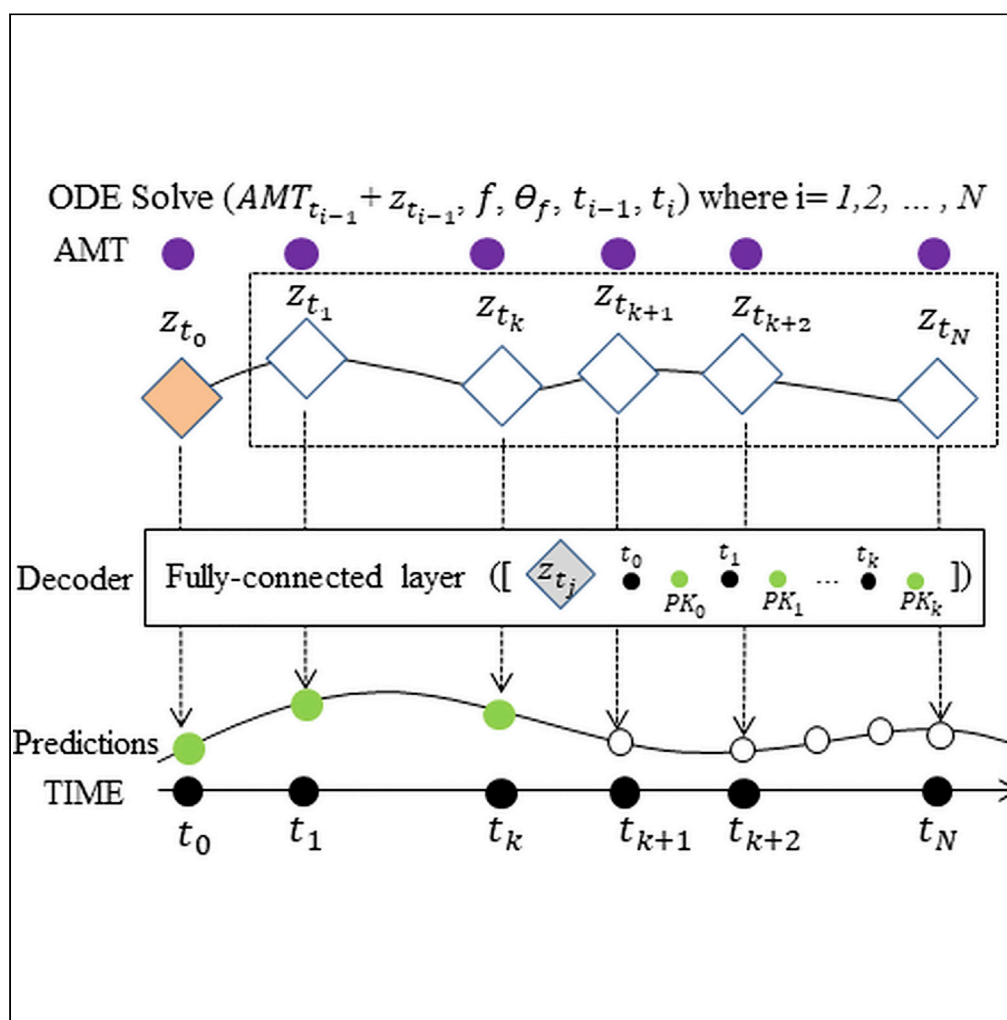 ODE Solve (AMT_{t_{i-1}} + z_{t_{i-1}}, f, θ_f, t_{i-1}, t_i) where i= 1,2, ... , N
AMT
z_{t_0} z_{t_1} z_{t_k} z_{t_{k+1}} z_{t_{k+2}} z_{t_N}
Decoder Fully-connected layer ([ z_{t_j} t_0 PK_0 t_1 PK_1 ... t_k PK_k ])
Predictions
TIME
t_0 t_1 t_k t_{k+1} t_{k+2} t_N